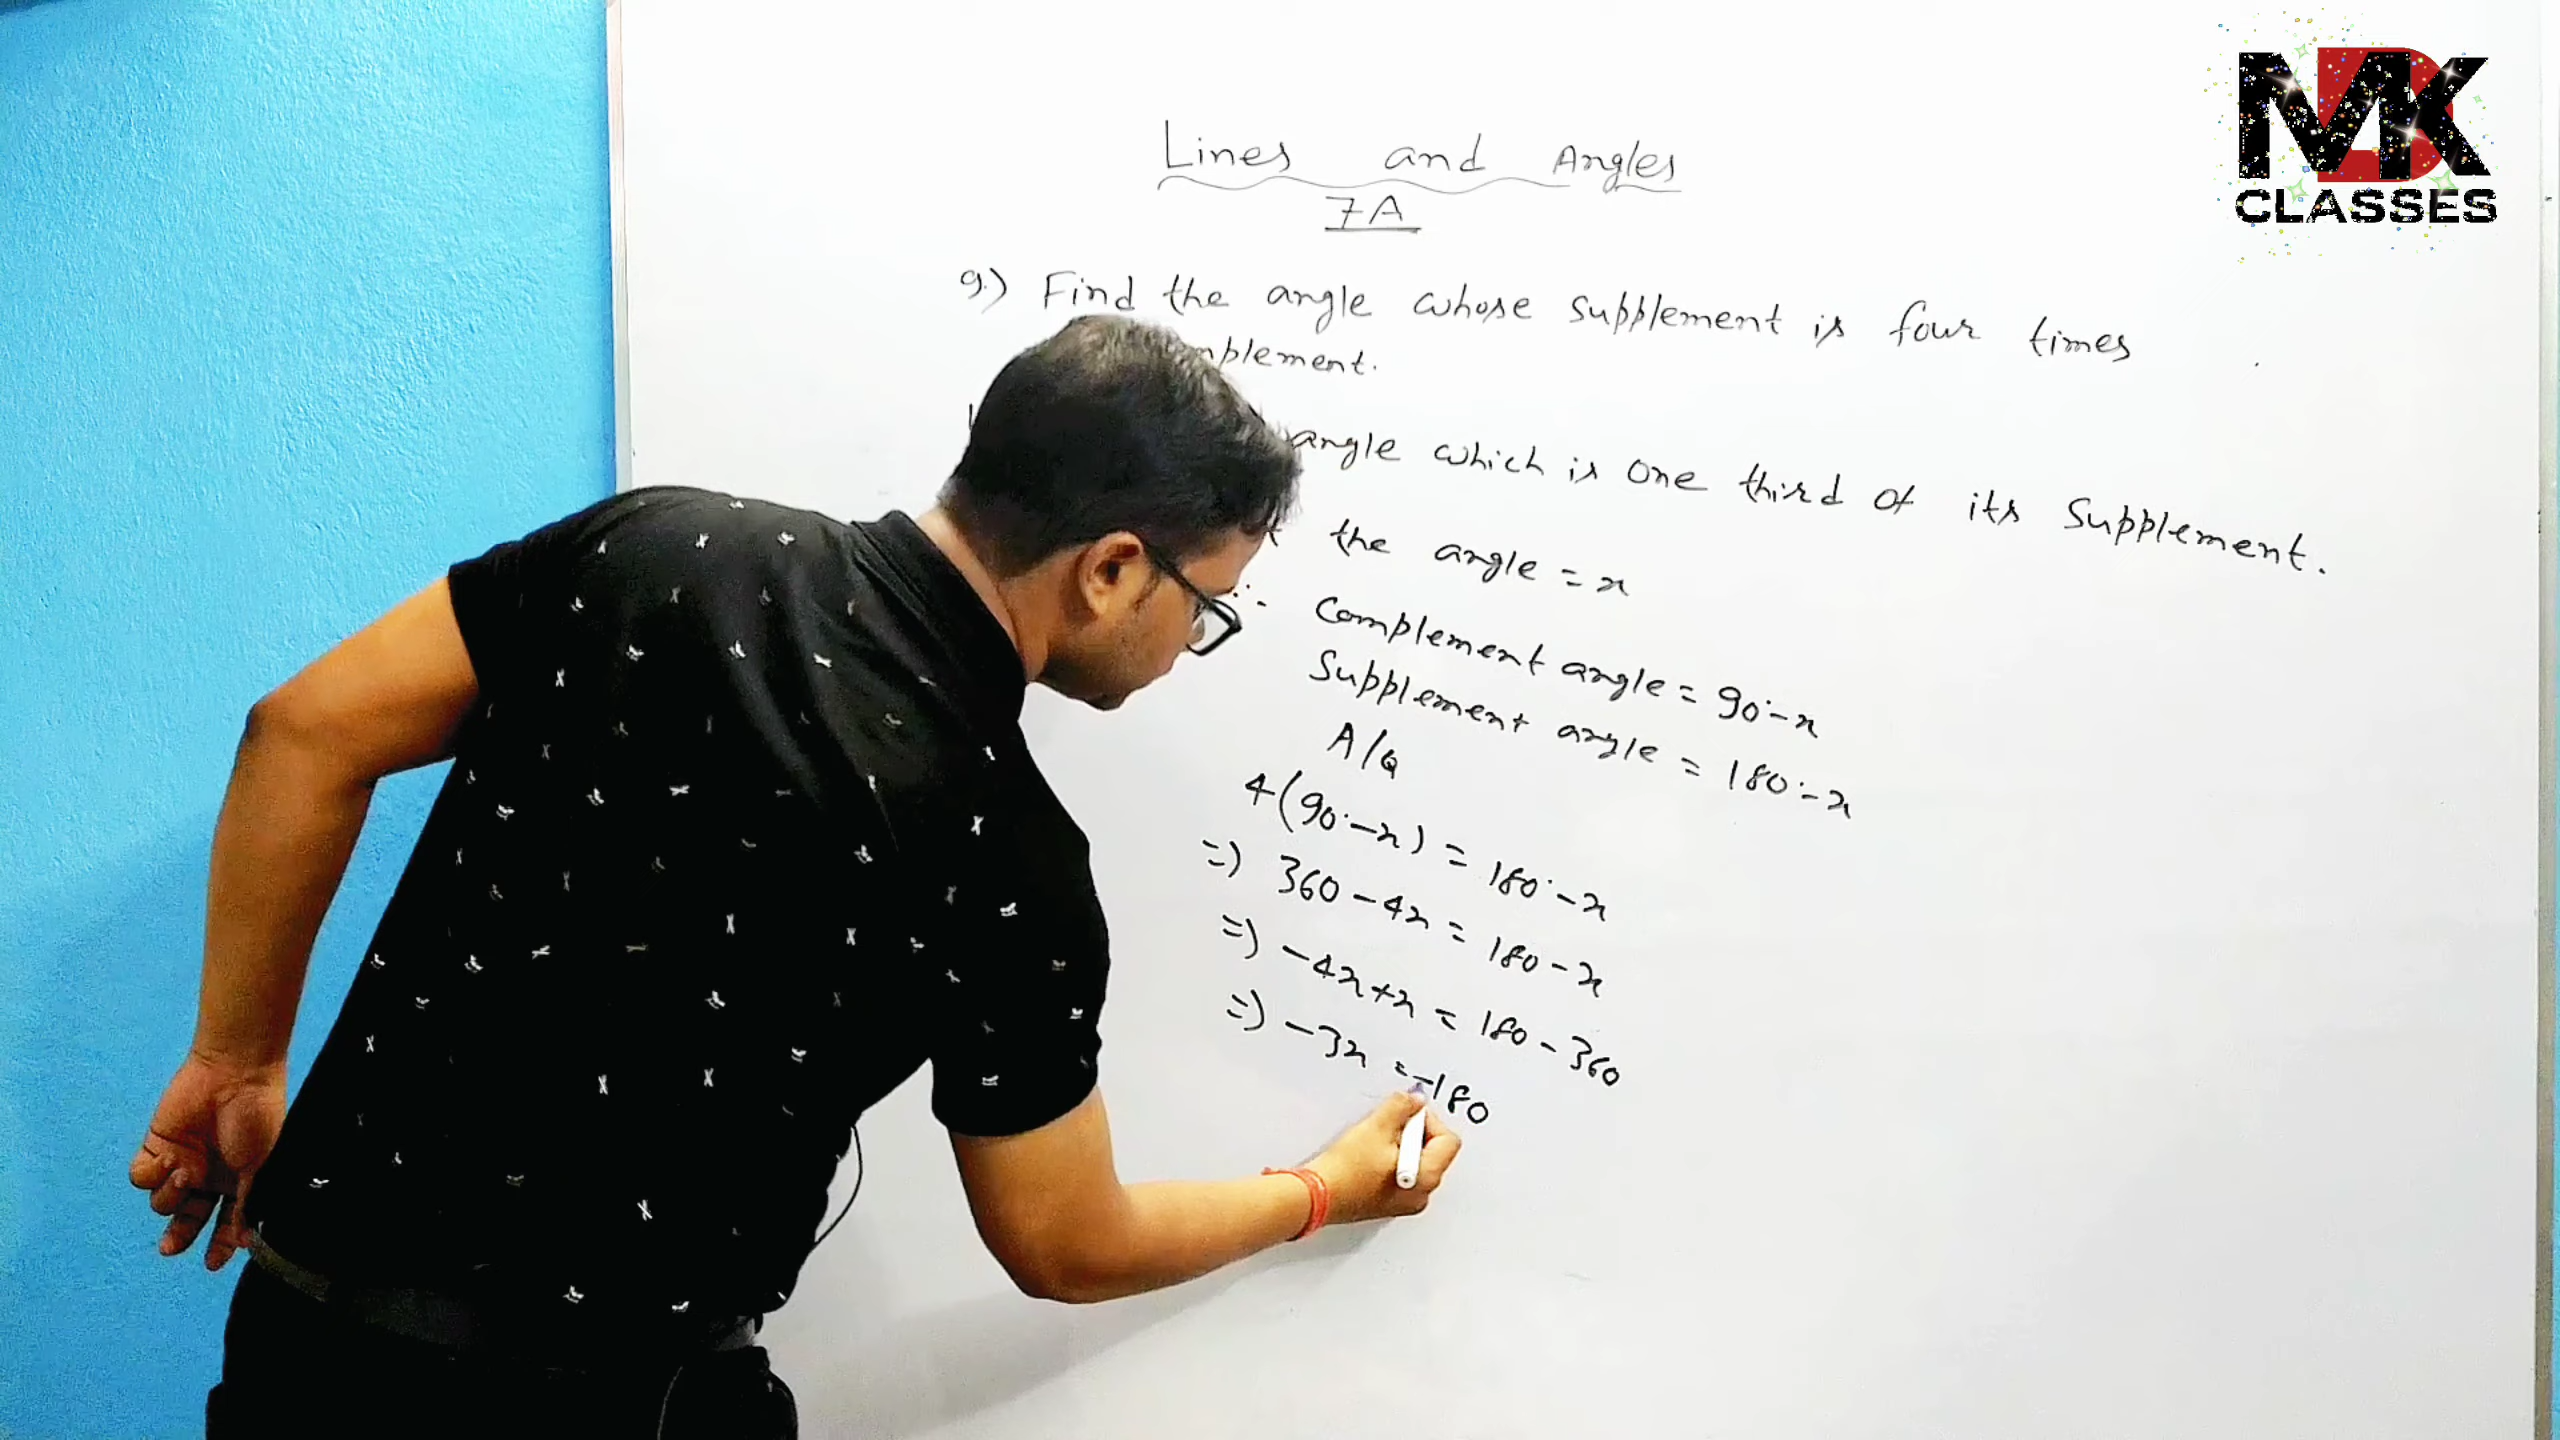 MDK
CLASSES
Lines and Angles
7A
9.) Find the angle whose supplement is four times
complement.
angle which is one third of its Supplement.
the angle = x
∴ Complement angle = 90°-x
Supplement angle = 180°-x
A/Q
4(90°-x) = 180°-x
=) 360-4x = 180-x
=) -4x+x = 180-360
=) -3x = -180